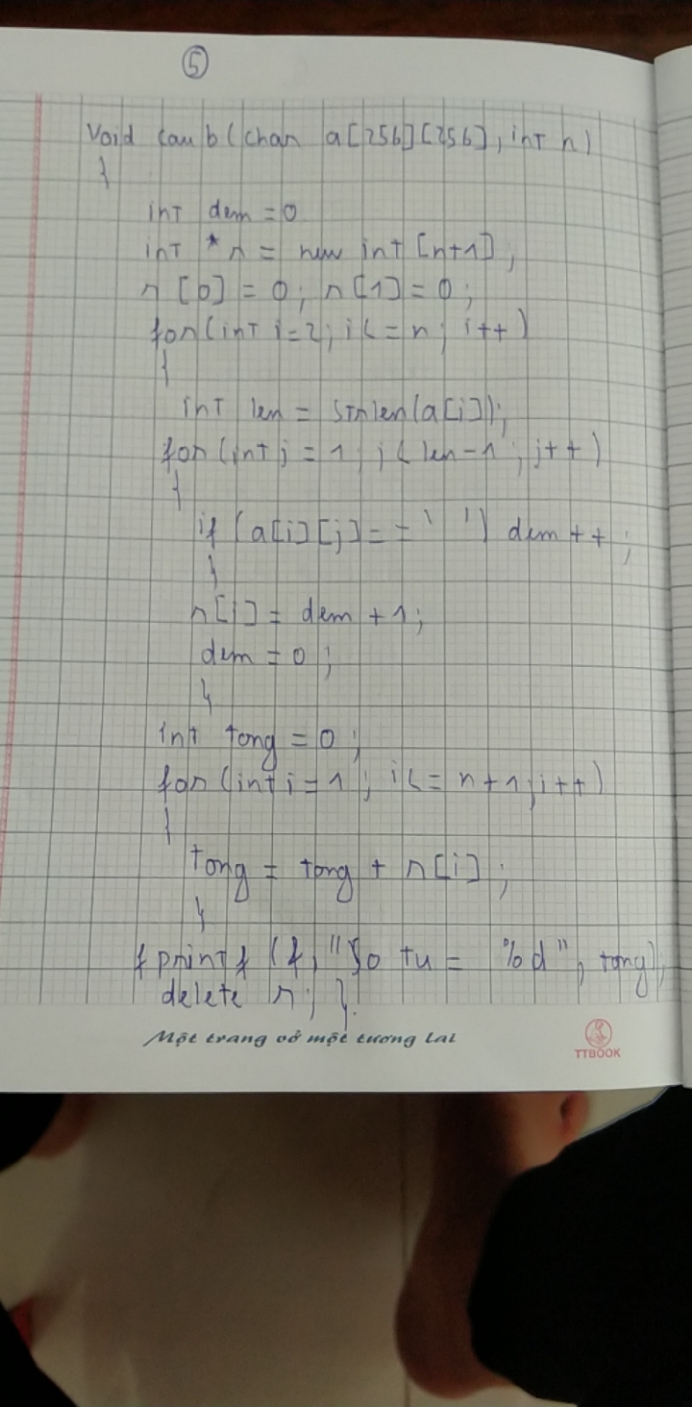 5
void caub(char a[256][256], int n)
{
int dem = 0
int *r = new int [n+1];
r[0] = 0; r[1] = 0;
for(int i=2; i<=n; i++)
{
int len = strlen(a[i]);
for(int j = 1; j< len-1; j++)
{
if (a[i][j]== ' ') dem++;
}
r[i] = dem + 1;
dem = 0;
}
int tong = 0;
for(int i=1; i<= n+1; i++)
{
tong = tong + r[i];
}
fprintf(f, "So tu = %d", tong);
delete r; }.
Một trang vở một tương lai
TTBOOK